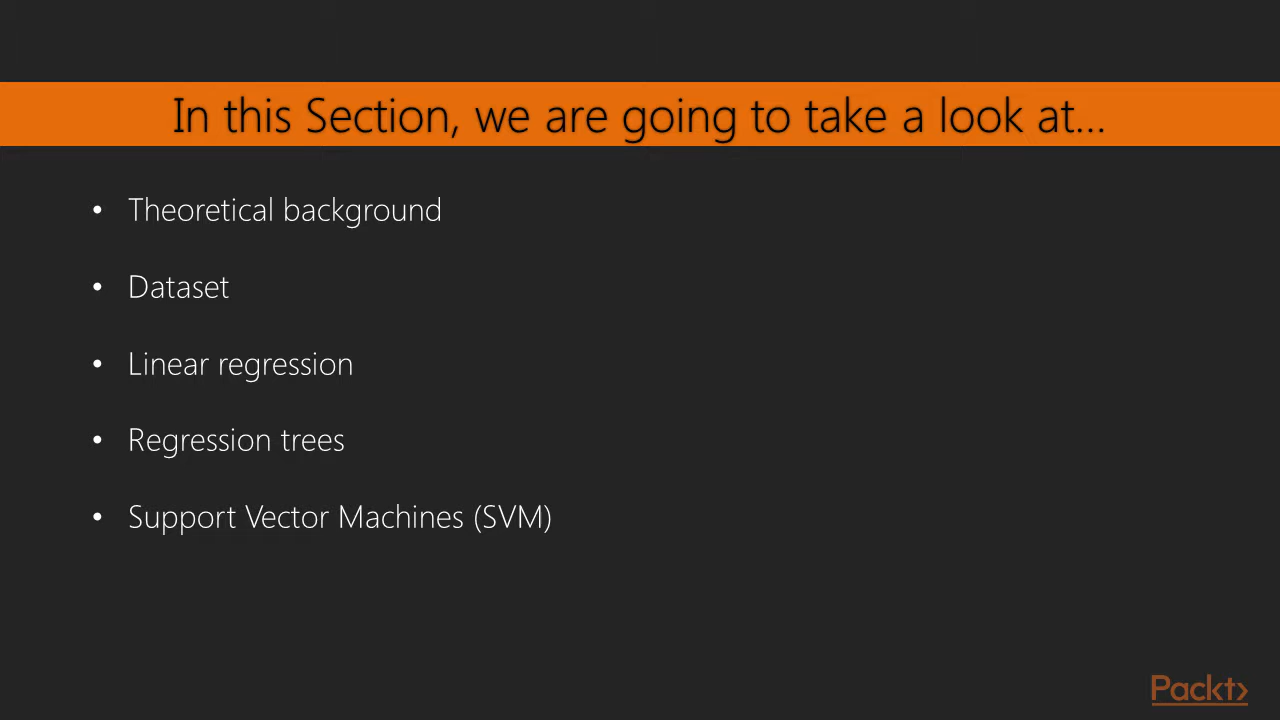 In this Section, we are going to take a look at...
• Theoretical background
• Dataset
• Linear regression
• Regression trees
• Support Vector Machines (SVM)
Packt>